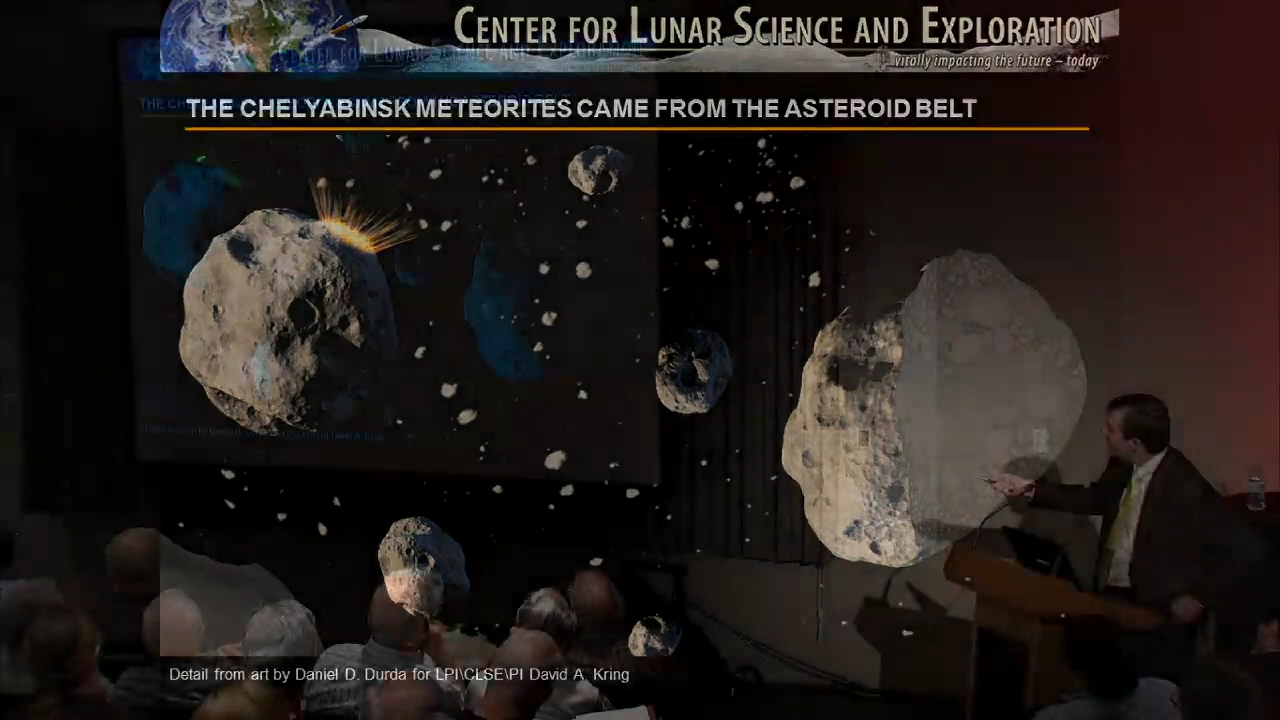 CENTER FOR LUNAR SCIENCE AND EXPLORATION
...vitally impacting the future – today
THE CHELYABINSK METEORITES CAME FROM THE ASTEROID BELT
Detail from art by Daniel D. Durda for LPI\CLSE\PI David A. Kring